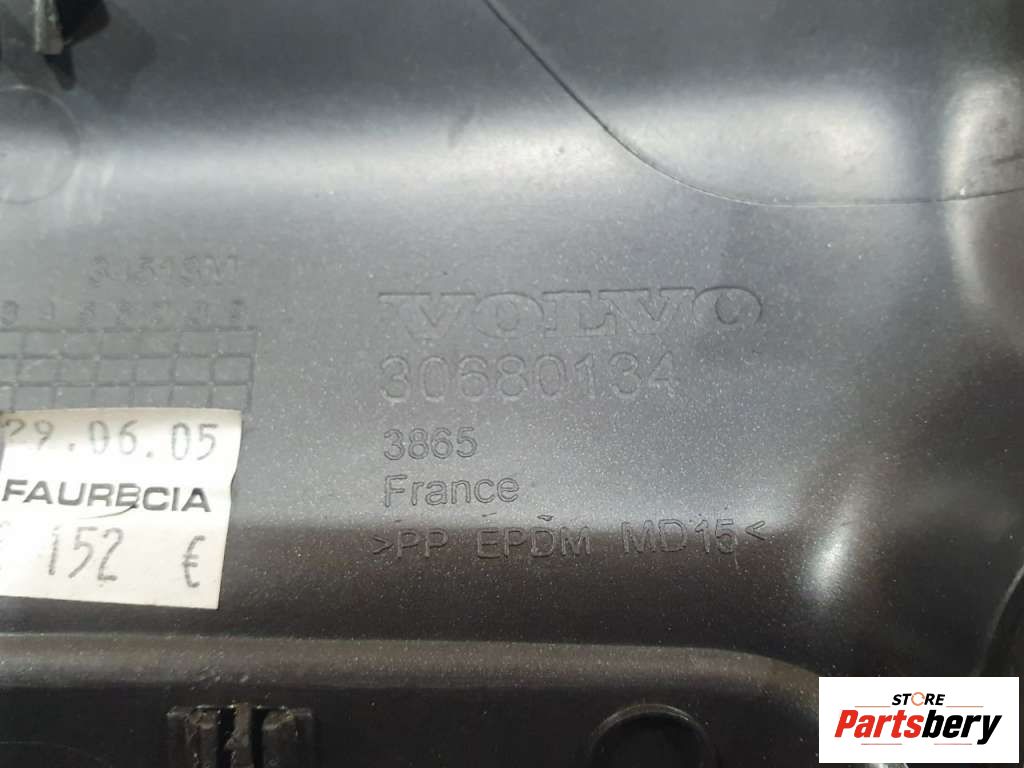 VOLVO
30680134
3865
France
>PP EPDM MD15<
29.06.05
FAURECIA
152 €
STORE
Partsbery